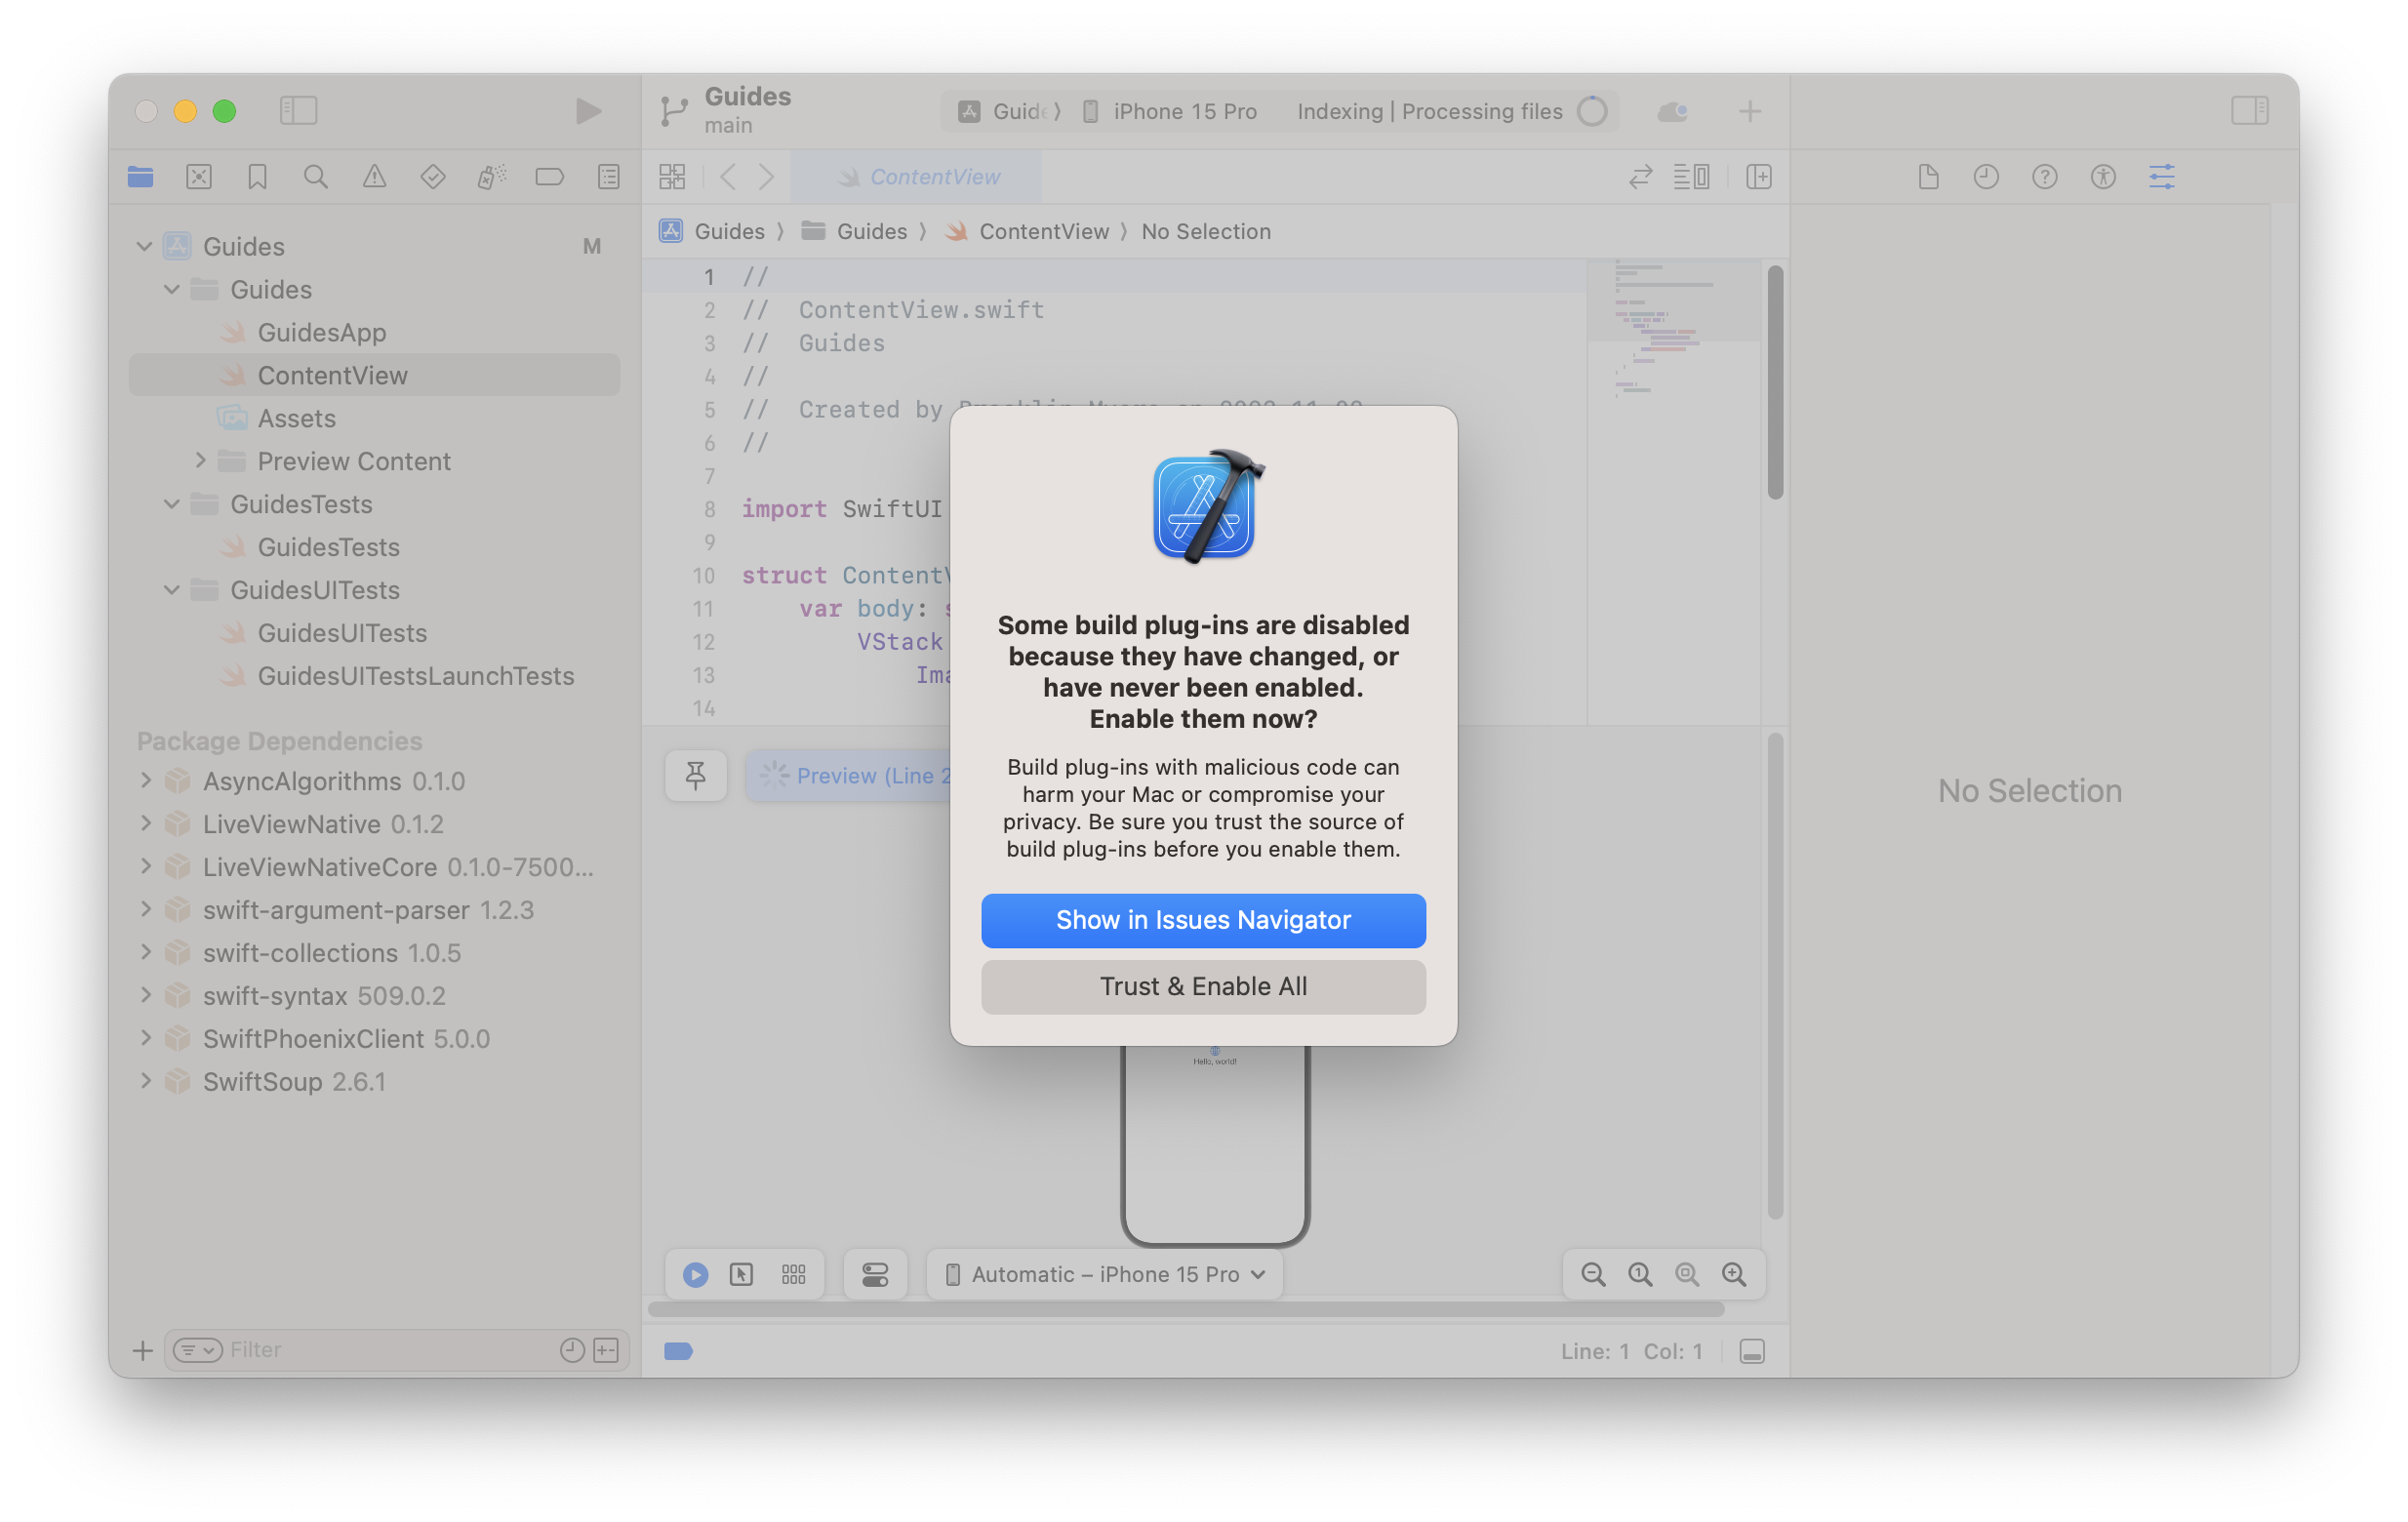 Guides
main
Guid
iPhone 15 Pro
Indexing | Processing files
ContentView
Guides
M
Guides
GuidesApp
ContentView
Assets
Preview Content
GuidesTests
GuidesTests
GuidesUITests
GuidesUITests
GuidesUITestsLaunchTests
Package Dependencies
AsyncAlgorithms 0.1.0
LiveViewNative 0.1.2
LiveViewNativeCore 0.1.0-7500...
swift-argument-parser 1.2.3
swift-collections 1.0.5
swift-syntax 509.0.2
SwiftPhoenixClient 5.0.0
SwiftSoup 2.6.1
Filter
Guides ⟩ Guides ⟩ ContentView ⟩ No Selection
1 //
2 // ContentView.swift
3 // Guides
4 //
5 // Created by
6 //
7
8 import SwiftUI
9
10 struct ContentV
11 var body: s
12 VStack
13 Ima
14
Some build plug-ins are disabled
because they have changed, or
have never been enabled.
Enable them now?
Build plug-ins with malicious code can
harm your Mac or compromise your
privacy. Be sure you trust the source of
build plug-ins before you enable them.
Show in Issues Navigator
Trust & Enable All
Preview (Line 2
Hello, world!
Automatic – iPhone 15 Pro
Line: 1 Col: 1
No Selection